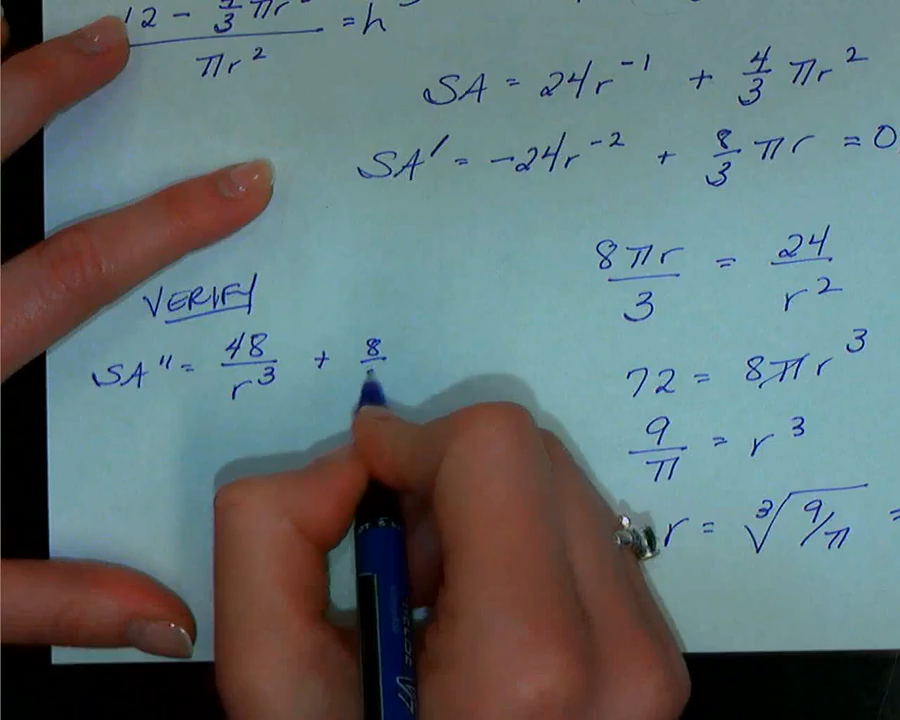 12 - 4/3 πr
πr² = h
SA = 24r⁻¹ + 4/3 πr²
SA′ = -24r⁻² + 8/3 πr = 0
8πr/3 = 24/r²
VERIFY
SA″ = 48/r³ + 8
72 = 8πr³
9/π = r³
r = ∛9/π =